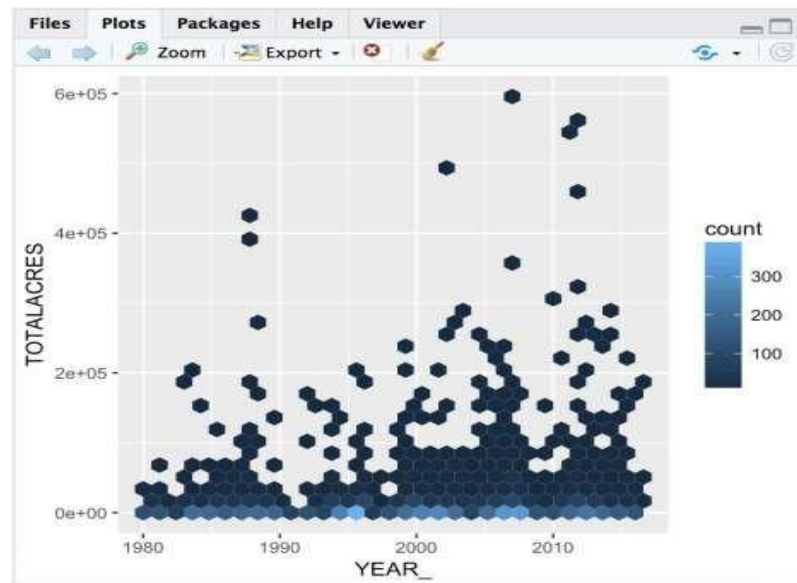 Files Plots Packages Help Viewer
Zoom Export
6e+05
4e+05
2e+05
0e+00
TOTALACRES
1980 1990 2000 2010
YEAR_
count
300
200
100